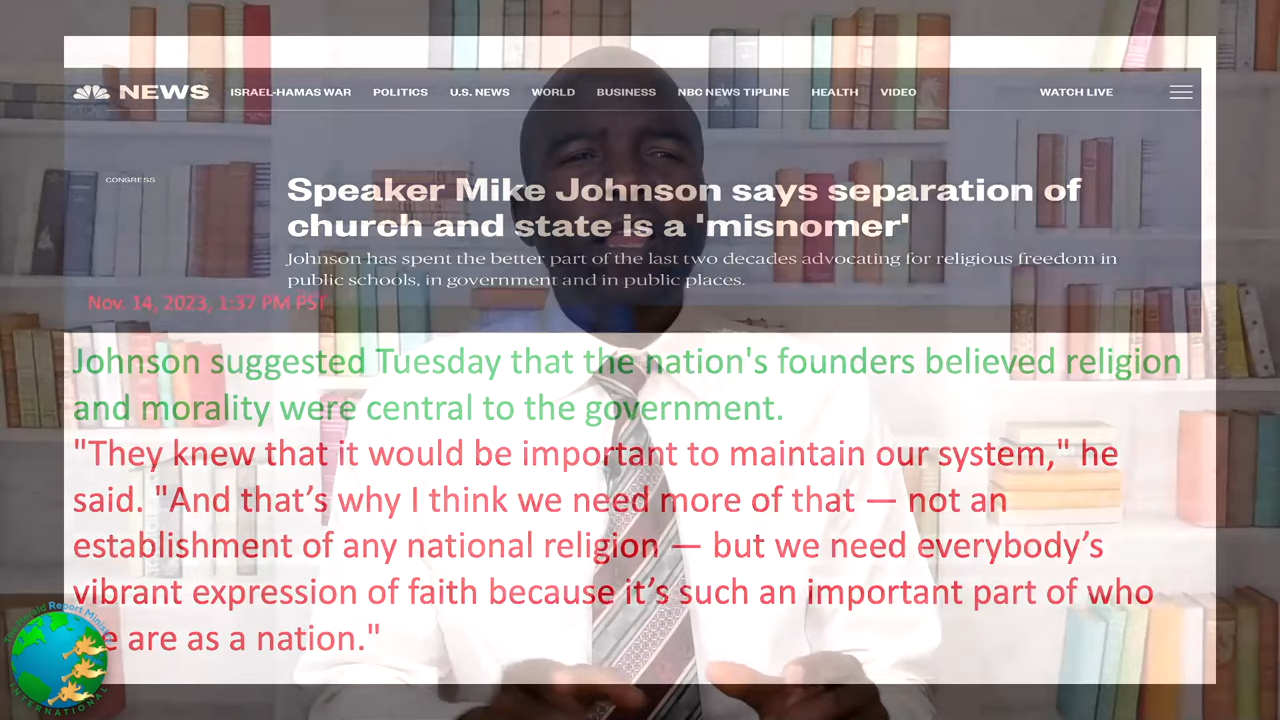 NEWS ISRAEL-HAMAS WAR POLITICS U.S. NEWS WORLD BUSINESS NBC NEWS TIPLINE HEALTH VIDEO WATCH LIVE
CONGRESS
Speaker Mike Johnson says separation of
church and state is a 'misnomer'
Johnson has spent the better part of the last two decades advocating for religious freedom in
public schools, in government and in public places.
Nov. 14, 2023, 1:37 PM PST
Johnson suggested Tuesday that the nation's founders believed religion
and morality were central to the government.
"They knew that it would be important to maintain our system," he
said. "And that’s why I think we need more of that — not an
establishment of any national religion — but we need everybody’s
vibrant expression of faith because it’s such an important part of who
are as a nation."
Herald Report
INTERNATIONAL